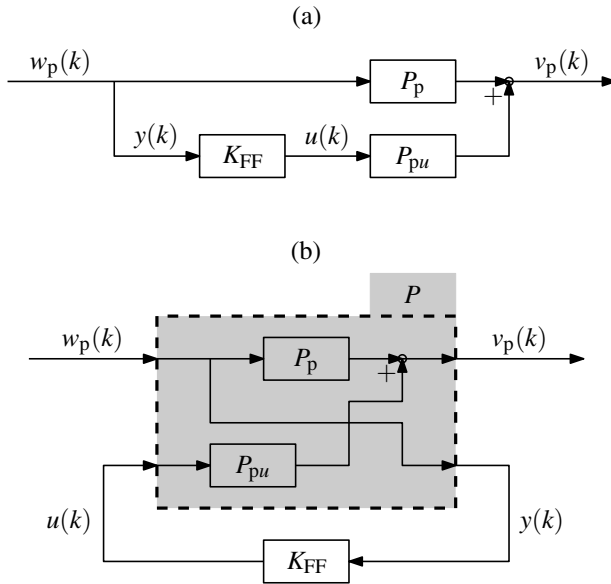 (a)
w_p(k) P_p v_p(k)
+
y(k) K_FF u(k) P_pu
(b)
P
w_p(k) P_p v_p(k)
+
P_pu
u(k) y(k)
K_FF